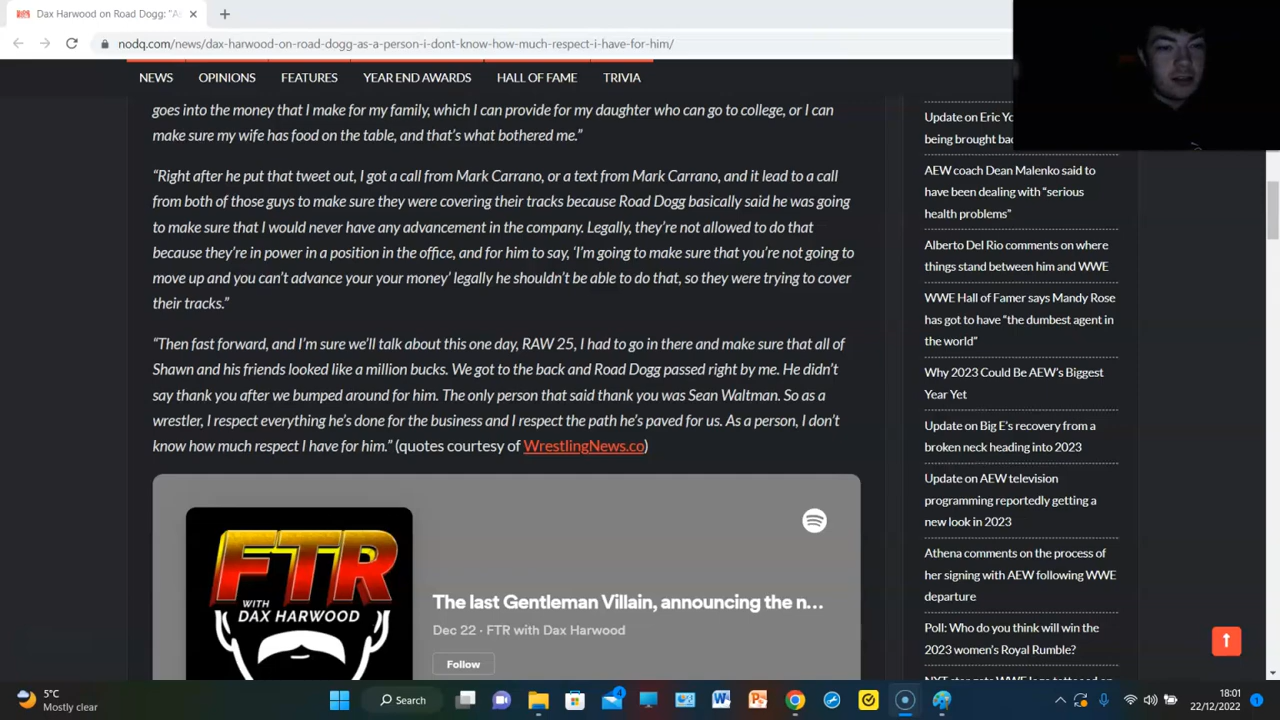 Dax Harwood on Road Dogg: "A
nodq.com/news/dax-harwood-on-road-dogg-as-a-person-i-dont-know-how-much-respect-i-have-for-him/
NEWS OPINIONS FEATURES YEAR END AWARDS HALL OF FAME TRIVIA
goes into the money that I make for my family, which I can provide for my daughter who can go to college, or I can
make sure my wife has food on the table, and that's what bothered me."
"Right after he put that tweet out, I got a call from Mark Carrano, or a text from Mark Carrano, and it lead to a call
from both of those guys to make sure they were covering their tracks because Road Dogg basically said he was going
to make sure that I would never have any advancement in the company. Legally, they're not allowed to do that
because they're in power in a position in the office, and for him to say, 'I'm going to make sure that you're not going to
move up and you can't advance your your money' legally he shouldn't be able to do that, so they were trying to cover
their tracks."
"Then fast forward, and I'm sure we'll talk about this one day, RAW 25, I had to go in there and make sure that all of
Shawn and his friends looked like a million bucks. We got to the back and Road Dogg passed right by me. He didn't
say thank you after we bumped around for him. The only person that said thank you was Sean Waltman. So as a
wrestler, I respect everything he's done for the business and I respect the path he's paved for us. As a person, I don't
know how much respect I have for him." (quotes courtesy of WrestlingNews.co)
FTR
WITH
DAX HARWOOD
The last Gentleman Villain, announcing the n...
Dec 22 · FTR with Dax Harwood
Follow
Update on Eric
being brought
AEW coach Dean Malenko said to
have been dealing with "serious
health problems"
Alberto Del Rio comments on where
things stand between him and WWE
WWE Hall of Famer says Mandy Rose
has got to have "the dumbest agent in
the world"
Why 2023 Could Be AEW's Biggest
Year Yet
Update on Big E's recovery from a
broken neck heading into 2023
Update on AEW television
programming reportedly getting a
new look in 2023
Athena comments on the process of
her signing with AEW following WWE
departure
Poll: Who do you think will win the
2023 women's Royal Rumble?
5°C
Mostly clear
Search
4
18:01
22/12/2022
1